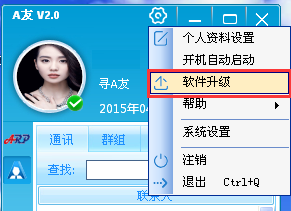 A友 V2.0
个人资料设置
开机自动启动
寻A友
软件升级
2015年04
帮助
ARP
通讯
群组
系统设置
查找:
注销
联系人
退出 Ctrl+Q